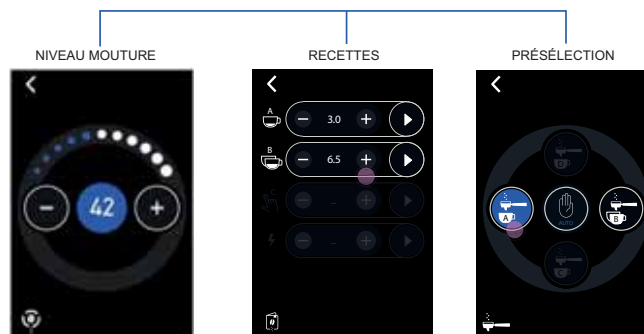 NIVEAU MOUTURE
RECETTES
PRÉSÉLECTION
42
A
3.0
B
6.5
C
A
AUTO
B
D
C